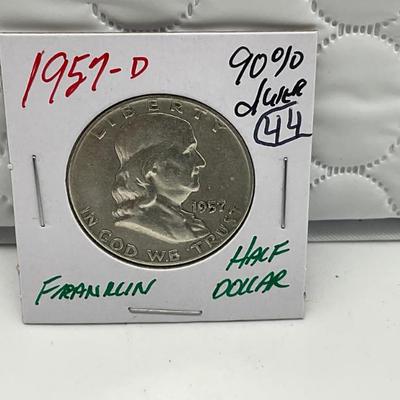 1957-D
90% Silver
44
LIBERTY
1957
IN GOD WE TRUST
FRANKLIN
HALF
DOLLAR